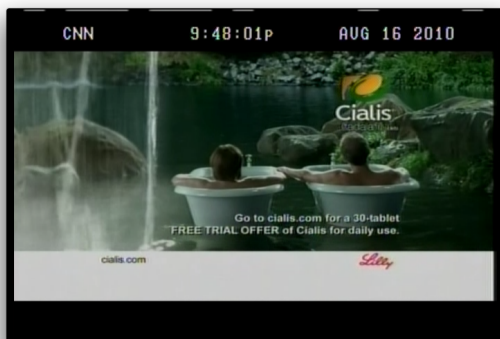 CNN 9:48:01P AUG 16 2010
Cialis
(tadalafil)
Go to cialis.com for a 30-tablet
FREE TRIAL OFFER of Cialis for daily use.
cialis.com Lilly